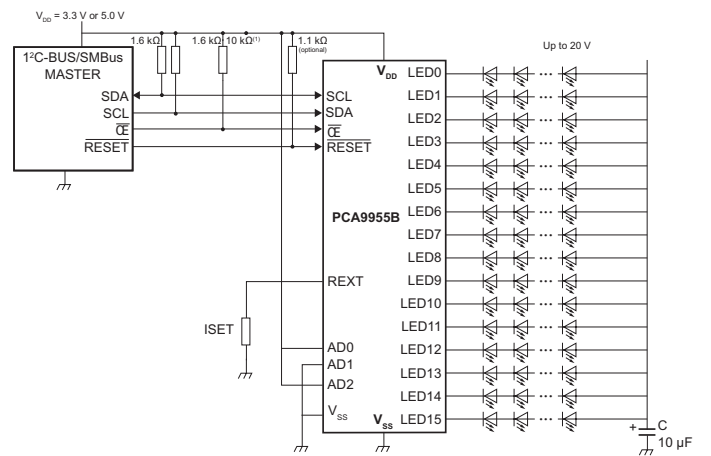 V_DD = 3.3 V or 5.0 V
1.6 kΩ
1.6 kΩ
10 kΩ(1)
1.1 kΩ
(optional)
Up to 20 V
1²C-BUS/SMBus
MASTER
SDA
SCL
OE
RESET
V_DD
SCL
SDA
OE
RESET
PCA9955B
REXT
ISET
AD0
AD1
AD2
V_SS
V_SS
LED0
LED1
LED2
LED3
LED4
LED5
LED6
LED7
LED8
LED9
LED10
LED11
LED12
LED13
LED14
LED15
+
C
10 µF